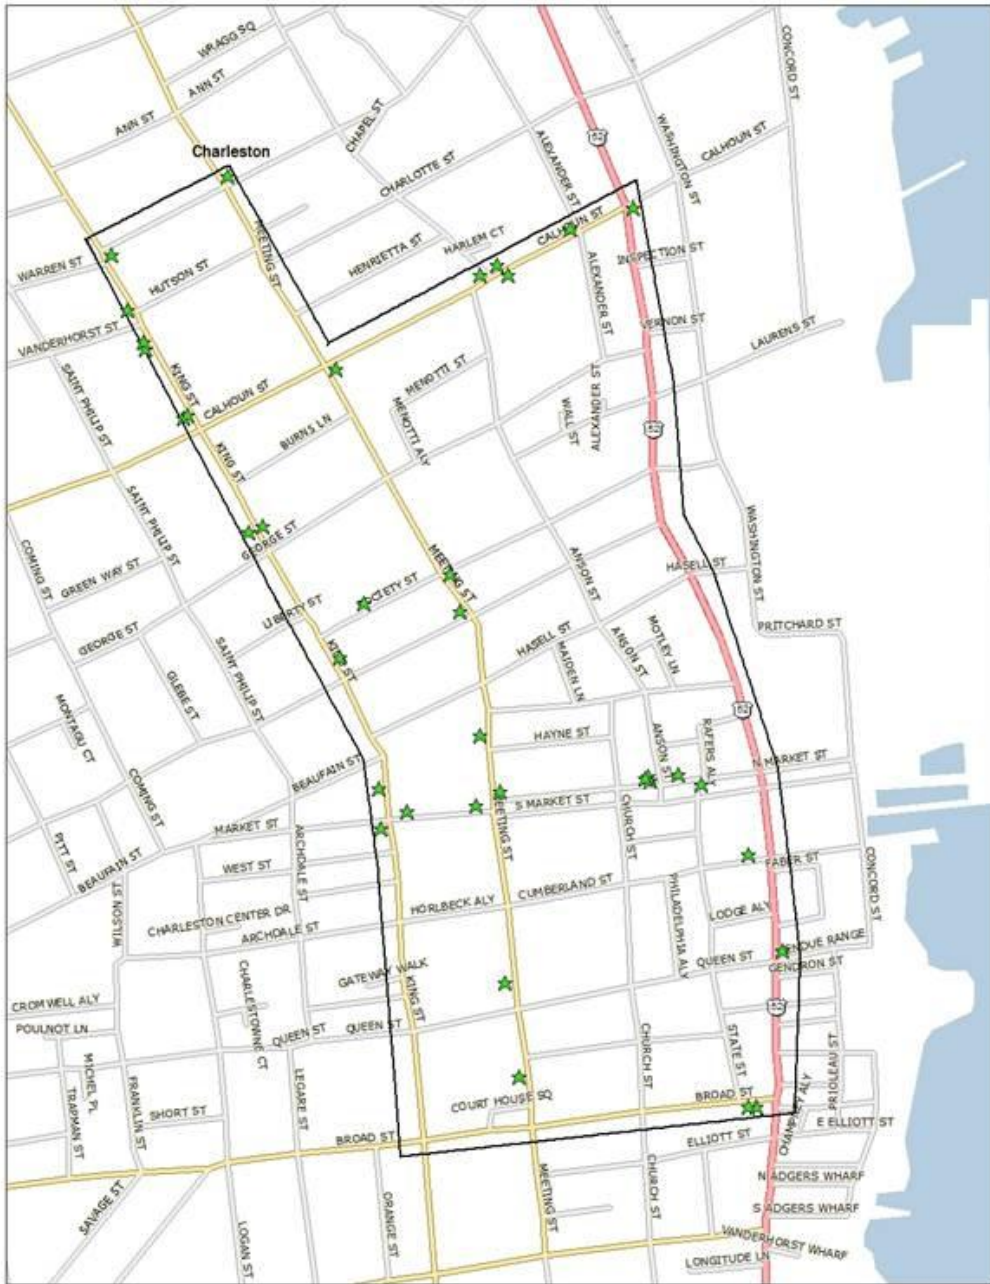 WRAGG SQ
CONCORD ST
ANN ST
ANN ST
CHAPEL ST
52
WASHINGTON ST
Charleston
CHARLOTTE ST
ALEXANDER ST
CALHOUN ST
MEETING ST
HARLEM CT
CALHOUN ST
HENRIETTA ST
INSPECTION ST
WARREN ST
HUTSON ST
ALEXANDER ST
VERNON ST
LAURENS ST
VANDERHORST ST
KING ST
SAINT PHILIP ST
CALHOUN ST
MENOTTI ST
MENOTTI ALY
BURNS LN
WALL ST
ALEXANDER ST
52
KING ST
SAINT PHILIP ST
COMING ST
GEORGE ST
WASHINGTON ST
GREEN WAY ST
MEETING ST
ANSON ST
HASELL ST
LIBERTY ST
SOCIETY ST
GEORGE ST
SAINT PHILIP ST
HASELL ST
ANSON ST
MOTLEY LN
PRITCHARD ST
KING ST
MAIDEN LN
GLEBE ST
MONTAGU CT
52
HAYNE ST
ANSON ST
RAFERS ALY
N MARKET ST
BEAUFAIN ST
COMING ST
S MARKET ST
MEETING ST
CHURCH ST
MARKET ST
PITT ST
BEAUFAIN ST
ARCHDALE ST
WEST ST
FABER ST
CONCORD ST
CUMBERLAND ST
HORLBECK ALY
PHILADELPHIA ALY
WILSON ST
CHARLESTON CENTER DR
LODGE ALY
ARCHDALE ST
VENDUE RANGE
QUEEN ST
GENDRON ST
GATEWAY WALK
KING ST
CROMWELL ALY
CHARLESTOWNE CT
52
POULNOT LN
QUEEN ST
QUEEN ST
CHURCH ST
STATE ST
PRIOLEAU ST
MICHEL PL
TRAPMAN ST
FRANKLIN ST
LEGARE ST
SHORT ST
COURT HOUSE SQ
BROAD ST
CHAMPNEY ALY
E ELLIOTT ST
BROAD ST
ELLIOTT ST
SAVAGE ST
LOGAN ST
ORANGE ST
MEETING ST
CHURCH ST
N ADGERS WHARF
S ADGERS WHARF
VANDERHORST WHARF
LONGITUDE LN